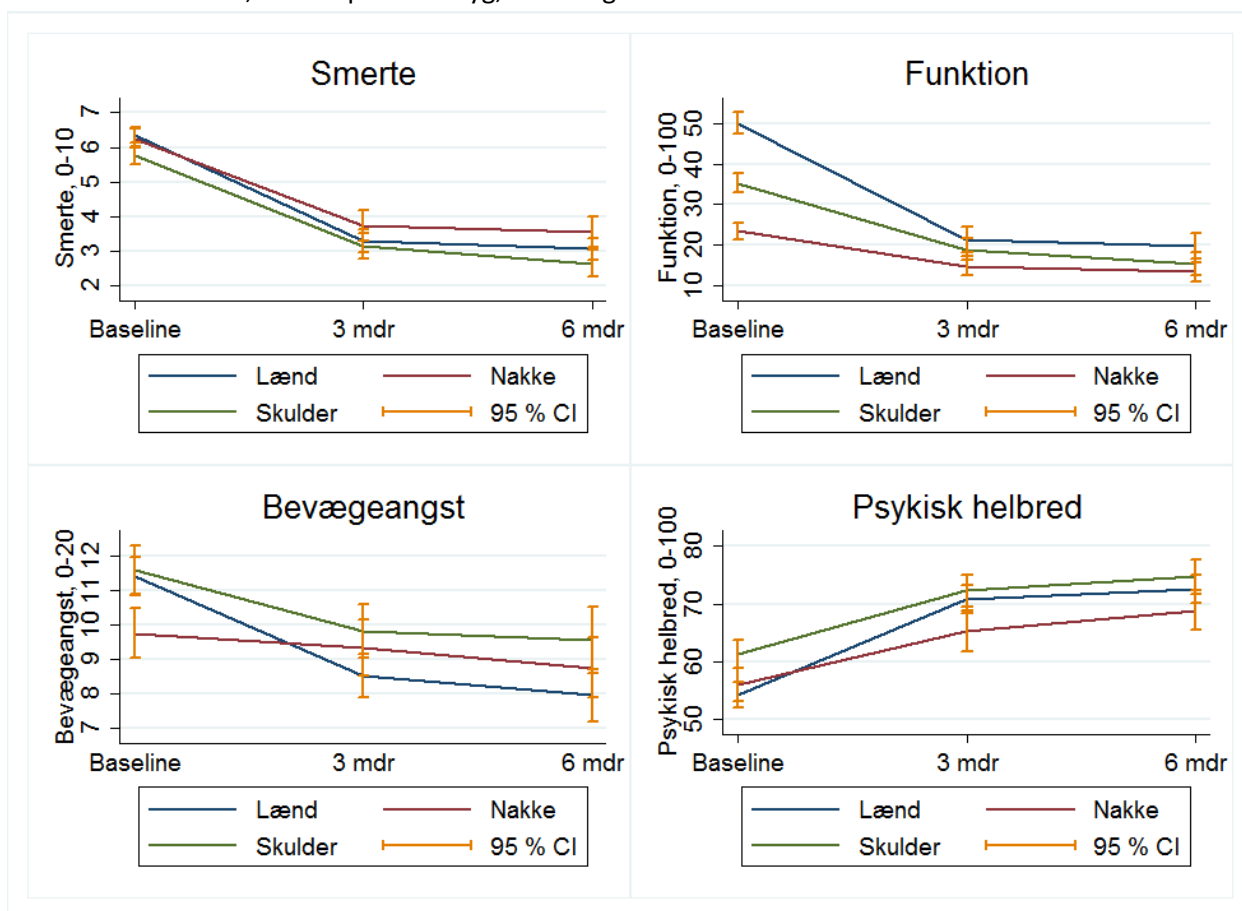 Smerte
Smerte, 0-10
7
6
5
4
3
2
Baseline 3 mdr 6 mdr
Lænd Nakke
Skulder 95 % CI
Funktion
Funktion, 0-100
50
40
30
20
10
Baseline 3 mdr 6 mdr
Lænd Nakke
Skulder 95 % CI
Bevægeangst
Bevægeangst, 0-20
12
11
10
9
8
7
Baseline 3 mdr 6 mdr
Lænd Nakke
Skulder 95 % CI
Psykisk helbred
Psykisk helbred, 0-100
80
70
60
50
Baseline 3 mdr 6 mdr
Lænd Nakke
Skulder 95 % CI